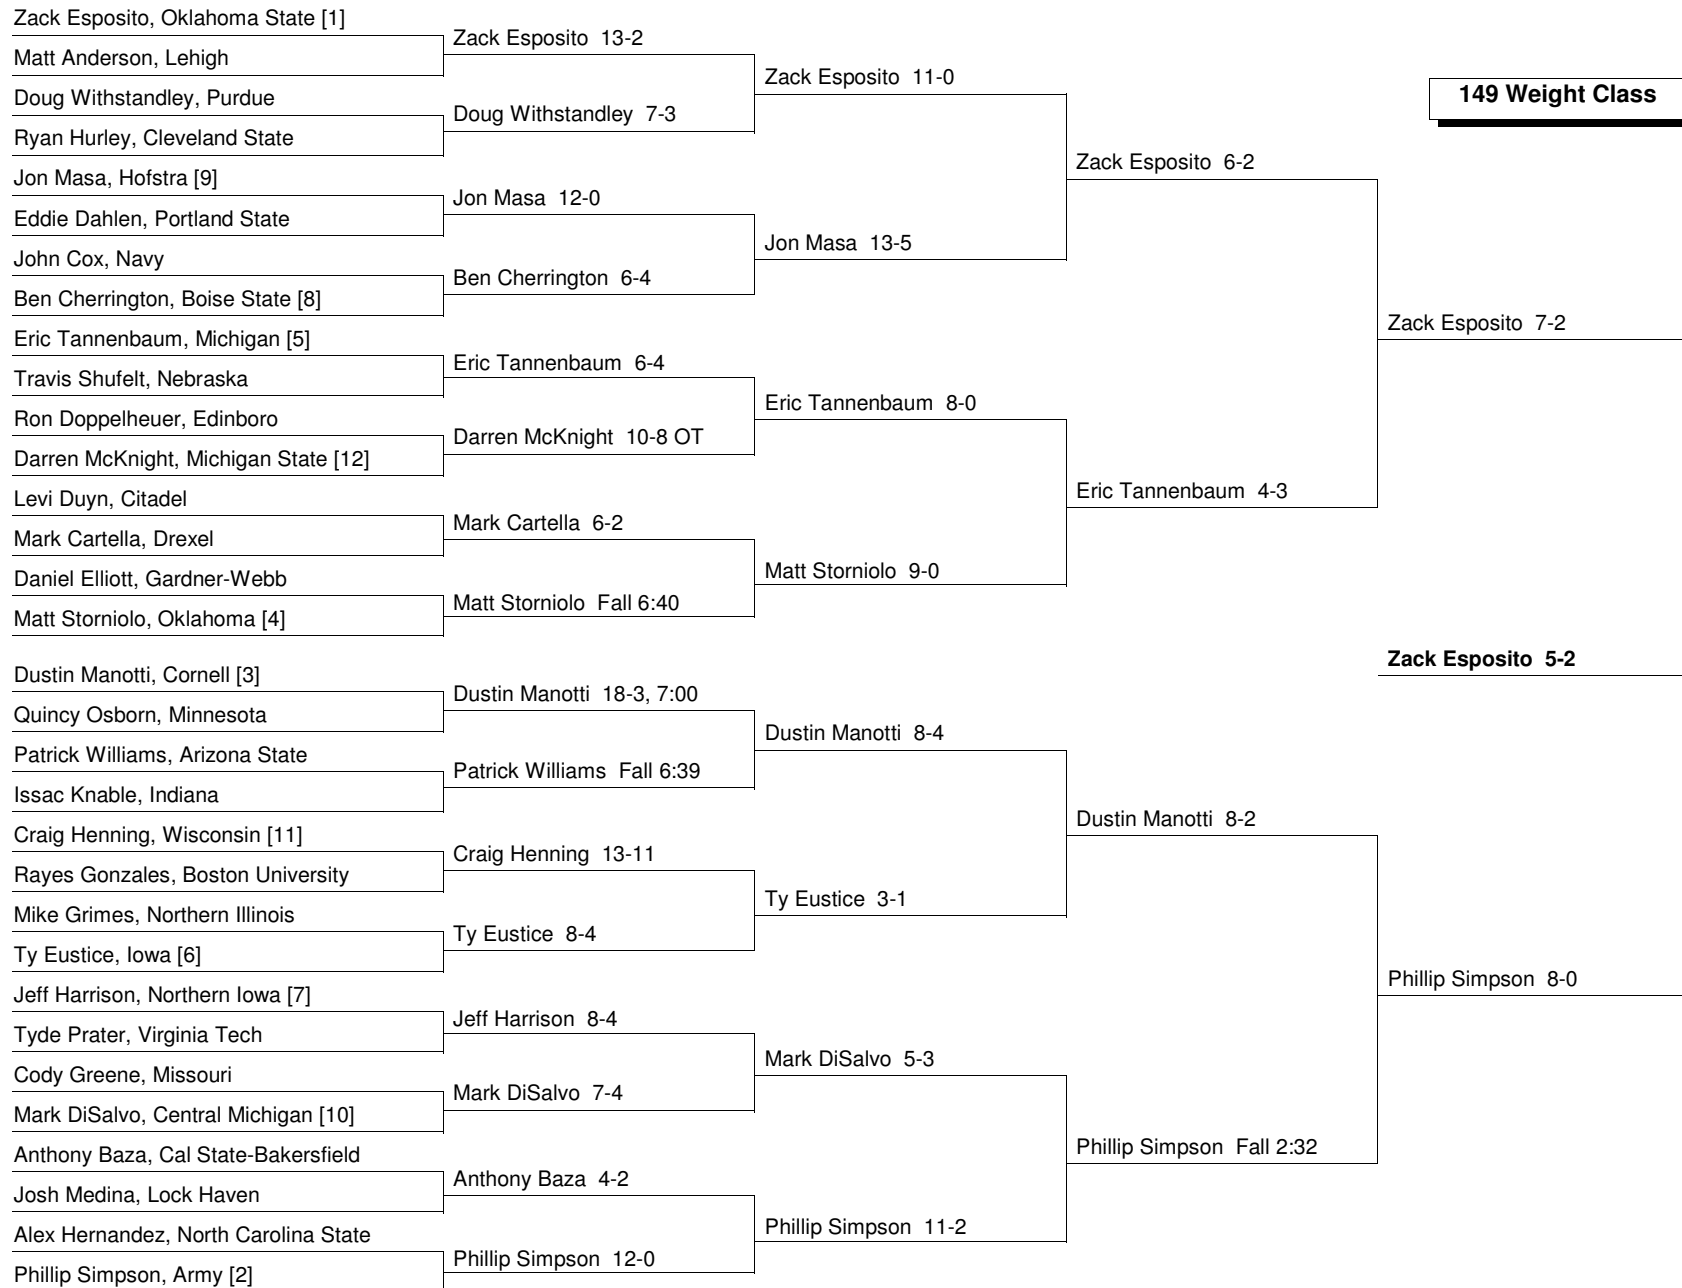 Zack Esposito, Oklahoma State [1]
Matt Anderson, Lehigh
Doug Withstandley, Purdue
Ryan Hurley, Cleveland State
Jon Masa, Hofstra [9]
Eddie Dahlen, Portland State
John Cox, Navy
Ben Cherrington, Boise State [8]
Eric Tannenbaum, Michigan [5]
Travis Shufelt, Nebraska
Ron Doppelheuer, Edinboro
Darren McKnight, Michigan State [12]
Levi Duyn, Citadel
Mark Cartella, Drexel
Daniel Elliott, Gardner-Webb
Matt Storniolo, Oklahoma [4]
Dustin Manotti, Cornell [3]
Quincy Osborn, Minnesota
Patrick Williams, Arizona State
Issac Knable, Indiana
Craig Henning, Wisconsin [11]
Rayes Gonzales, Boston University
Mike Grimes, Northern Illinois
Ty Eustice, Iowa [6]
Jeff Harrison, Northern Iowa [7]
Tyde Prater, Virginia Tech
Cody Greene, Missouri
Mark DiSalvo, Central Michigan [10]
Anthony Baza, Cal State-Bakersfield
Josh Medina, Lock Haven
Alex Hernandez, North Carolina State
Phillip Simpson, Army [2]
Zack Esposito 13-2
Doug Withstandley 7-3
Jon Masa 12-0
Ben Cherrington 6-4
Eric Tannenbaum 6-4
Darren McKnight 10-8 OT
Mark Cartella 6-2
Matt Storniolo Fall 6:40
Dustin Manotti 18-3, 7:00
Patrick Williams Fall 6:39
Craig Henning 13-11
Ty Eustice 8-4
Jeff Harrison 8-4
Mark DiSalvo 7-4
Anthony Baza 4-2
Phillip Simpson 12-0
Zack Esposito 11-0
Jon Masa 13-5
Eric Tannenbaum 8-0
Matt Storniolo 9-0
Dustin Manotti 8-4
Ty Eustice 3-1
Mark DiSalvo 5-3
Phillip Simpson 11-2
Zack Esposito 6-2
Eric Tannenbaum 4-3
Dustin Manotti 8-2
Phillip Simpson Fall 2:32
149 Weight Class
Zack Esposito 7-2
Zack Esposito 5-2
Phillip Simpson 8-0